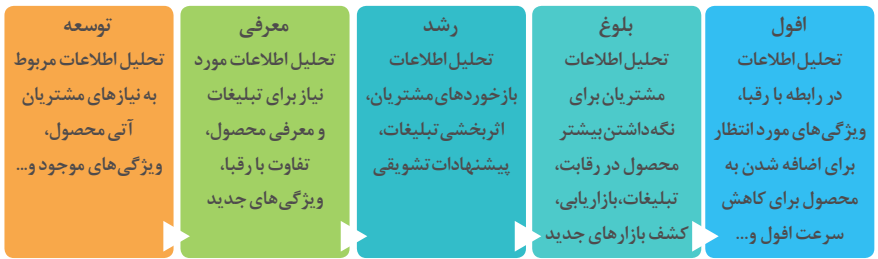 توسعه
تحلیل اطلاعات مربوط
به نیازهای مشتریان
آتی محصول،
ویژگی‌های موجود و...
معرفی
تحلیل اطلاعات مورد
نیاز برای تبلیغات
و معرفی محصول،
تفاوت با رقبا،
ویژگی‌های جدید
رشد
تحلیل اطلاعات
بازخوردهای مشتریان،
اثربخشی تبلیغات،
پیشنهادات تشویقی
بلوغ
تحلیل اطلاعات
مشتریان برای
نگه‌داشتن بیشتر
محصول در رقابت،
تبلیغات،بازاریابی،
کشف بازارهای جدید
افول
تحلیل اطلاعات
در رابطه با رقبا،
ویژگی‌های مورد انتظار
برای اضافه شدن به
محصول برای کاهش
سرعت افول و...